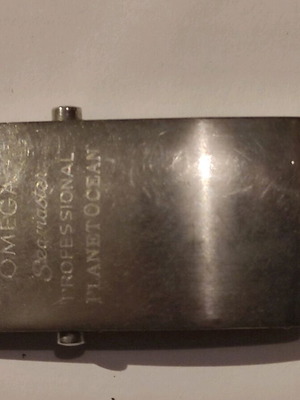 OMEGA
Seamaster
PROFESSIONAL
PLANET OCEAN